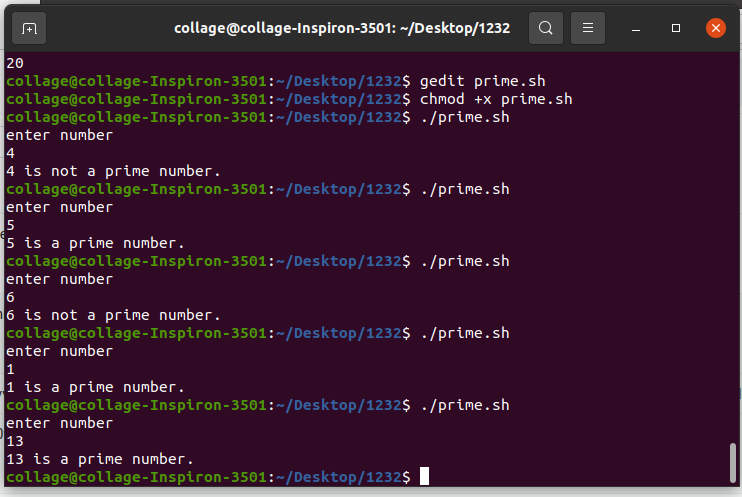 collage@collage-Inspiron-3501: ~/Desktop/1232
20
collage@collage-Inspiron-3501:~/Desktop/1232$ gedit prime.sh
collage@collage-Inspiron-3501:~/Desktop/1232$ chmod +x prime.sh
collage@collage-Inspiron-3501:~/Desktop/1232$ ./prime.sh
enter number
4
4 is not a prime number.
collage@collage-Inspiron-3501:~/Desktop/1232$ ./prime.sh
enter number
5
5 is a prime number.
collage@collage-Inspiron-3501:~/Desktop/1232$ ./prime.sh
enter number
6
6 is not a prime number.
collage@collage-Inspiron-3501:~/Desktop/1232$ ./prime.sh
enter number
1
1 is a prime number.
collage@collage-Inspiron-3501:~/Desktop/1232$ ./prime.sh
enter number
13
13 is a prime number.
collage@collage-Inspiron-3501:~/Desktop/1232$